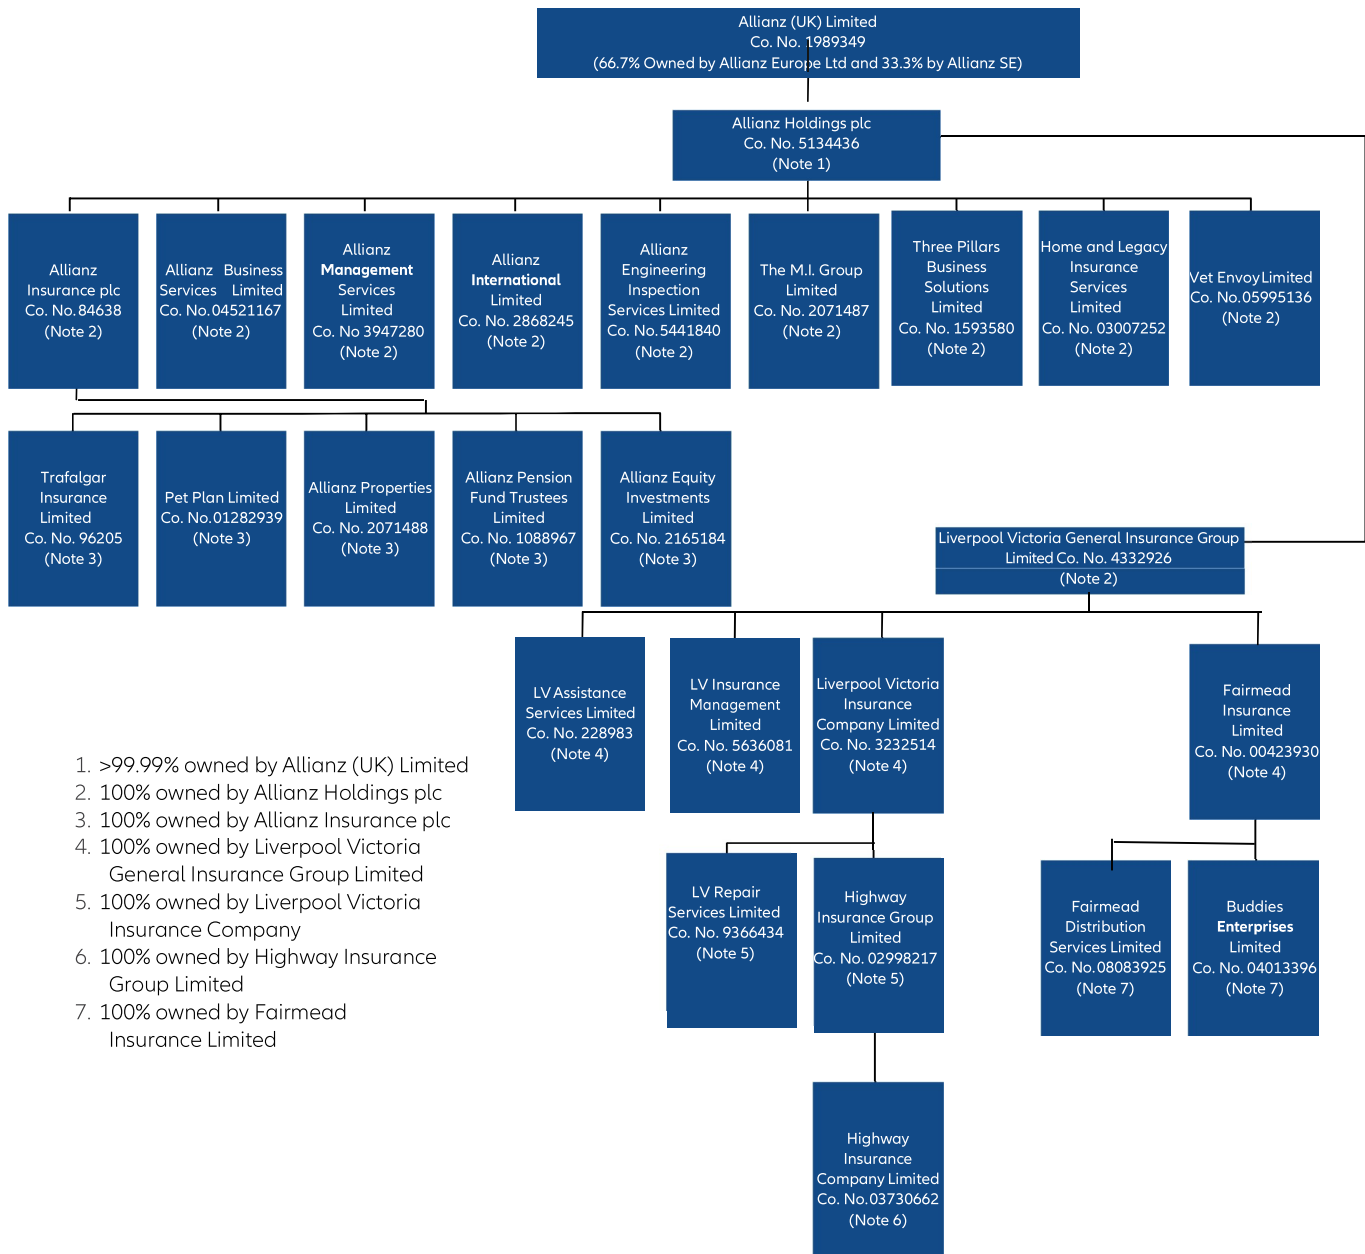 Allianz (UK) Limited
Co. No. 1989349
(66.7% Owned by Allianz Europe Ltd and 33.3% by Allianz SE)
Allianz Holdings plc
Co. No. 5134436
(Note 1)
Allianz
Insurance plc
Co. No. 84638
(Note 2)
Allianz Business
Services Limited
Co. No. 04521167
(Note 2)
Allianz
Management
Services
Limited
Co. No 3947280
(Note 2)
Allianz
International
Limited
Co. No. 2868245
(Note 2)
Allianz
Engineering
Inspection
Services Limited
Co. No. 5441840
(Note 2)
The M.I. Group
Limited
Co. No. 2071487
(Note 2)
Three Pillars
Business
Solutions
Limited
Co. No. 1593580
(Note 2)
Home and Legacy
Insurance
Services
Limited
Co. No. 03007252
(Note 2)
Vet Envoy Limited
Co. No. 05995136
(Note 2)
Trafalgar
Insurance
Limited
Co. No. 96205
(Note 3)
Pet Plan Limited
Co. No. 01282939
(Note 3)
Allianz Properties
Limited
Co. No. 2071488
(Note 3)
Allianz Pension
Fund Trustees
Limited
Co. No. 1088967
(Note 3)
Allianz Equity
Investments
Limited
Co. No. 2165184
(Note 3)
Liverpool Victoria General Insurance Group
Limited Co. No. 4332926
(Note 2)
LV Assistance
Services Limited
Co. No. 228983
(Note 4)
LV Insurance
Management
Limited
Co. No. 5636081
(Note 4)
Liverpool Victoria
Insurance
Company Limited
Co. No. 3232514
(Note 4)
Fairmead
Insurance
Limited
Co. No. 00423930
(Note 4)
1. >99.99% owned by Allianz (UK) Limited
2. 100% owned by Allianz Holdings plc
3. 100% owned by Allianz Insurance plc
4. 100% owned by Liverpool Victoria
General Insurance Group Limited
5. 100% owned by Liverpool Victoria
Insurance Company
6. 100% owned by Highway Insurance
Group Limited
7. 100% owned by Fairmead
Insurance Limited
LV Repair
Services Limited
Co. No. 9366434
(Note 5)
Highway
Insurance Group
Limited
Co. No. 02998217
(Note 5)
Fairmead
Distribution
Services Limited
Co. No. 08083925
(Note 7)
Buddies
Enterprises
Limited
Co. No. 04013396
(Note 7)
Highway
Insurance
Company Limited
Co. No. 03730662
(Note 6)